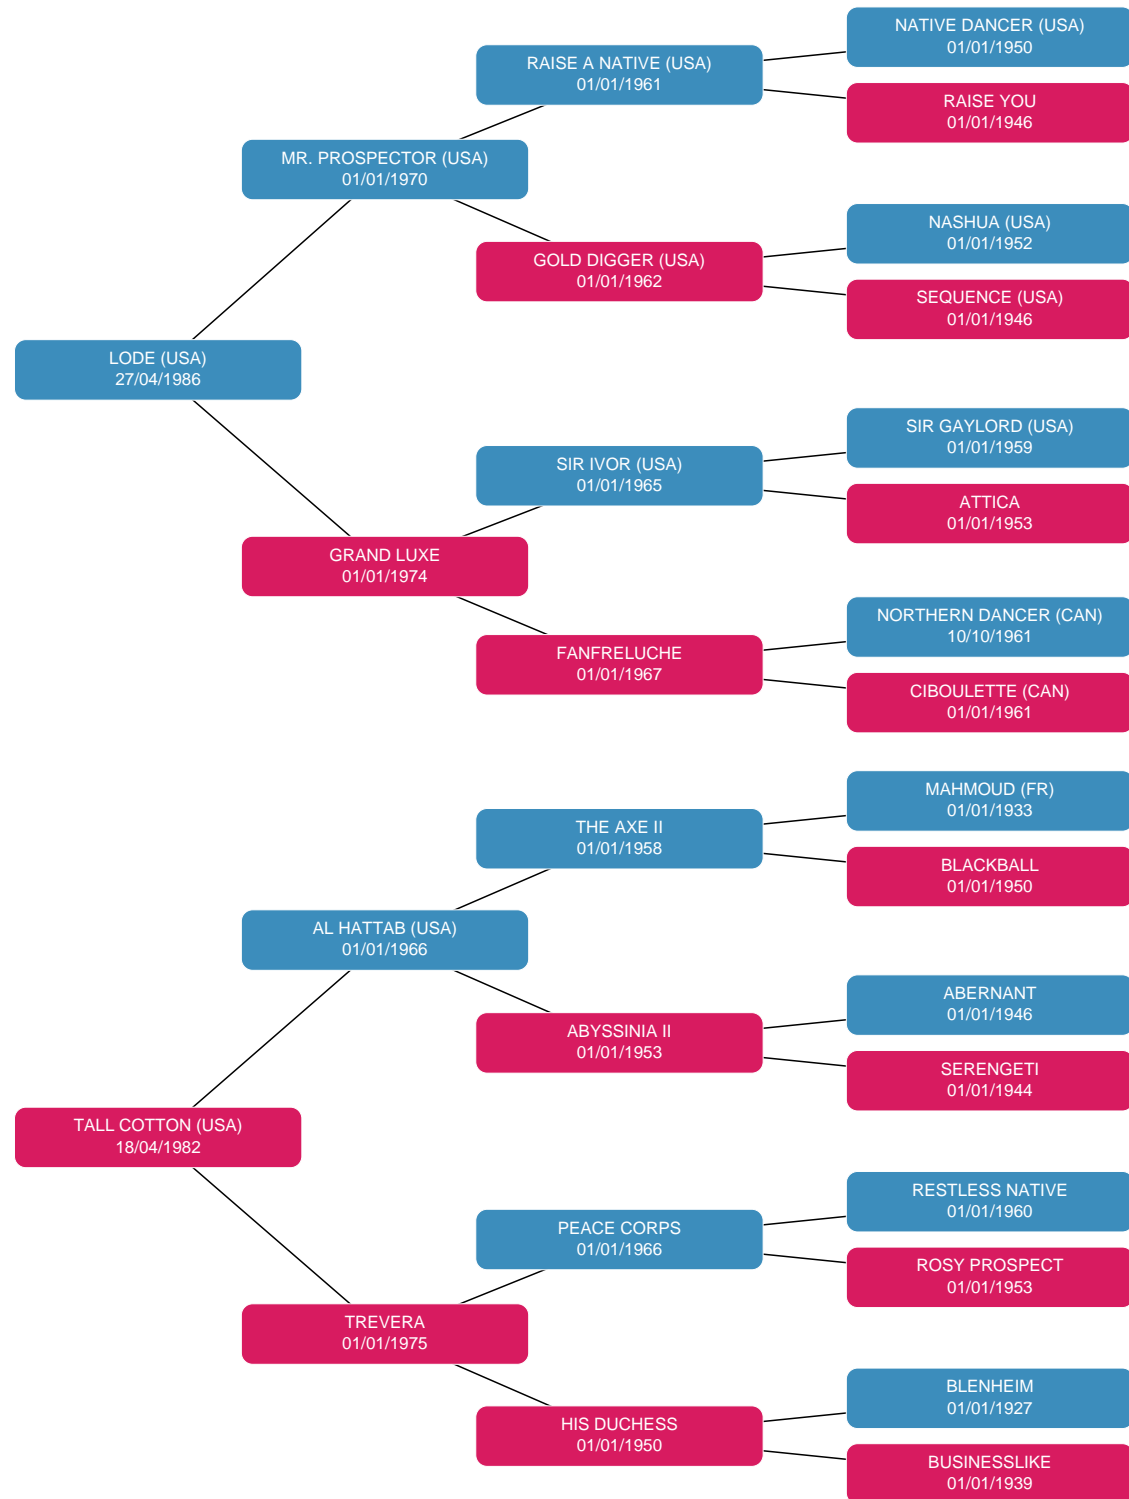 NATIVE DANCER (USA)
01/01/1950
RAISE A NATIVE (USA)
01/01/1961
RAISE YOU
01/01/1946
MR. PROSPECTOR (USA)
01/01/1970
NASHUA (USA)
01/01/1952
GOLD DIGGER (USA)
01/01/1962
SEQUENCE (USA)
01/01/1946
LODE (USA)
27/04/1986
SIR GAYLORD (USA)
01/01/1959
SIR IVOR (USA)
01/01/1965
ATTICA
01/01/1953
GRAND LUXE
01/01/1974
NORTHERN DANCER (CAN)
10/10/1961
FANFRELUCHE
01/01/1967
CIBOULETTE (CAN)
01/01/1961
MAHMOUD (FR)
01/01/1933
THE AXE II
01/01/1958
BLACKBALL
01/01/1950
AL HATTAB (USA)
01/01/1966
ABERNANT
01/01/1946
ABYSSINIA II
01/01/1953
SERENGETI
01/01/1944
TALL COTTON (USA)
18/04/1982
RESTLESS NATIVE
01/01/1960
PEACE CORPS
01/01/1966
ROSY PROSPECT
01/01/1953
TREVERA
01/01/1975
BLENHEIM
01/01/1927
HIS DUCHESS
01/01/1950
BUSINESSLIKE
01/01/1939